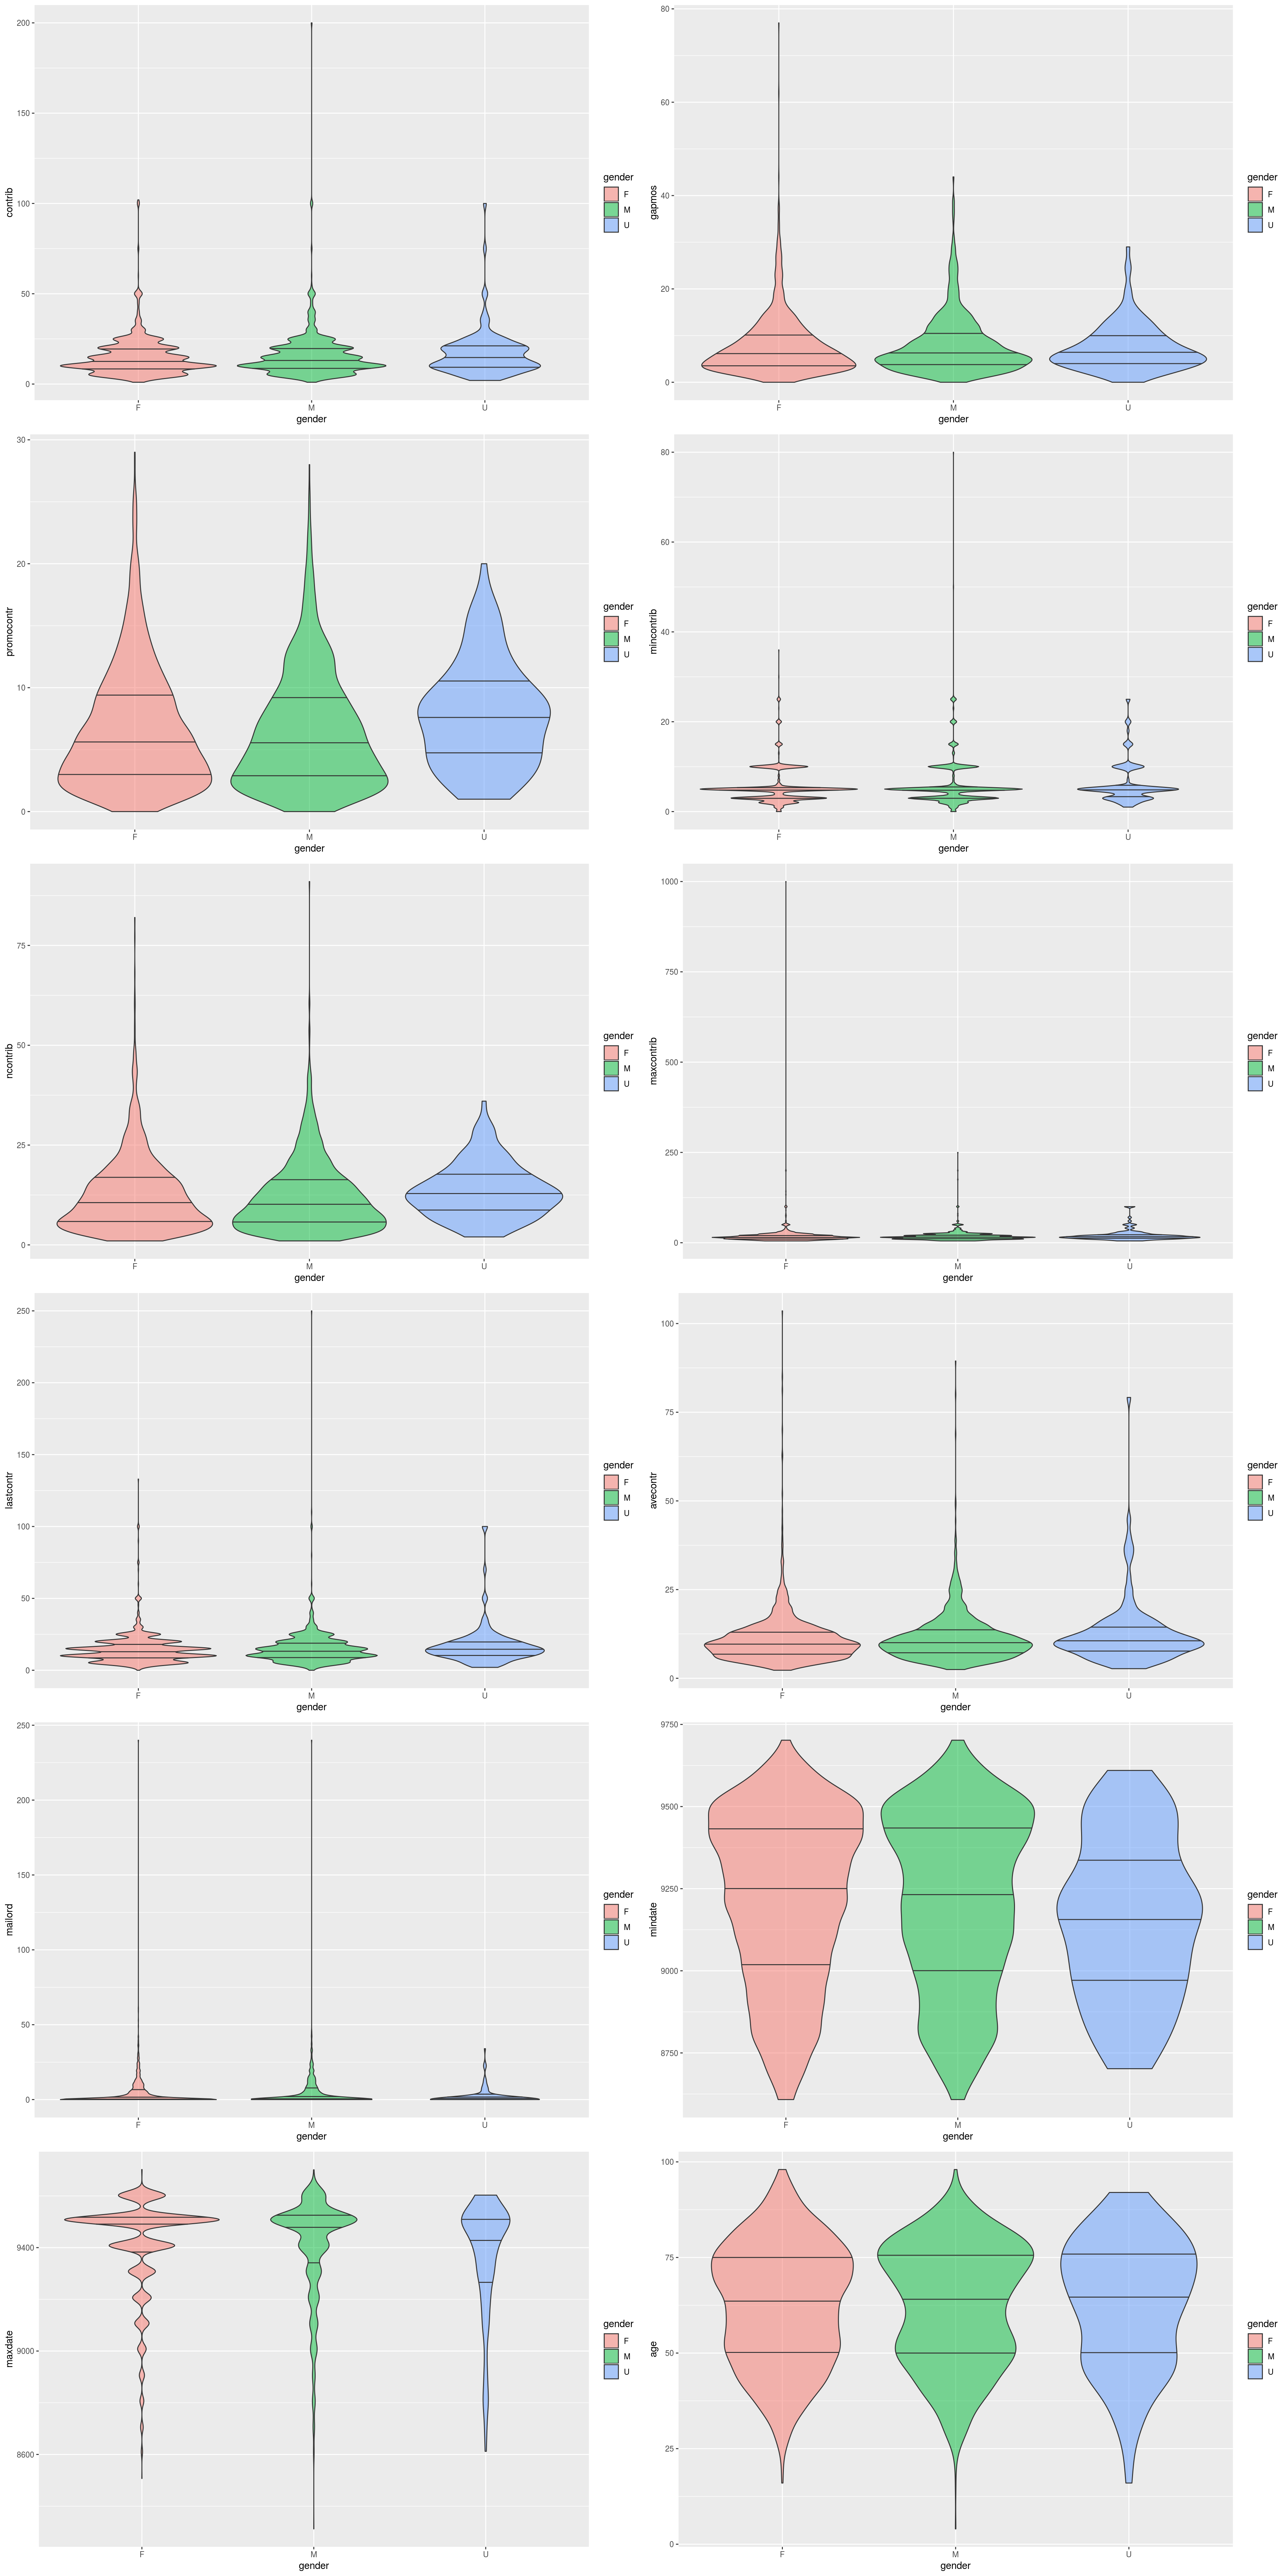 contrib
200
150
100
50
0
F M U
gender
gender
F
M
U
gapmos
80
60
40
20
0
F M U
gender
gender
F
M
U
promocontr
30
20
10
0
F M U
gender
gender
F
M
U
mincontrib
80
60
40
20
0
F M U
gender
gender
F
M
U
ncontrib
75
50
25
0
F M U
gender
gender
F
M
U
maxcontrib
1000
750
500
250
0
F M U
gender
gender
F
M
U
lastcontr
250
200
150
100
50
0
F M U
gender
gender
F
M
U
avecontr
100
75
50
25
0
F M U
gender
gender
F
M
U
mailord
250
200
150
100
50
0
F M U
gender
gender
F
M
U
mindate
9750
9500
9250
9000
8750
F M U
gender
gender
F
M
U
maxdate
9400
9000
8600
F M U
gender
gender
F
M
U
age
100
75
50
25
0
F M U
gender
gender
F
M
U